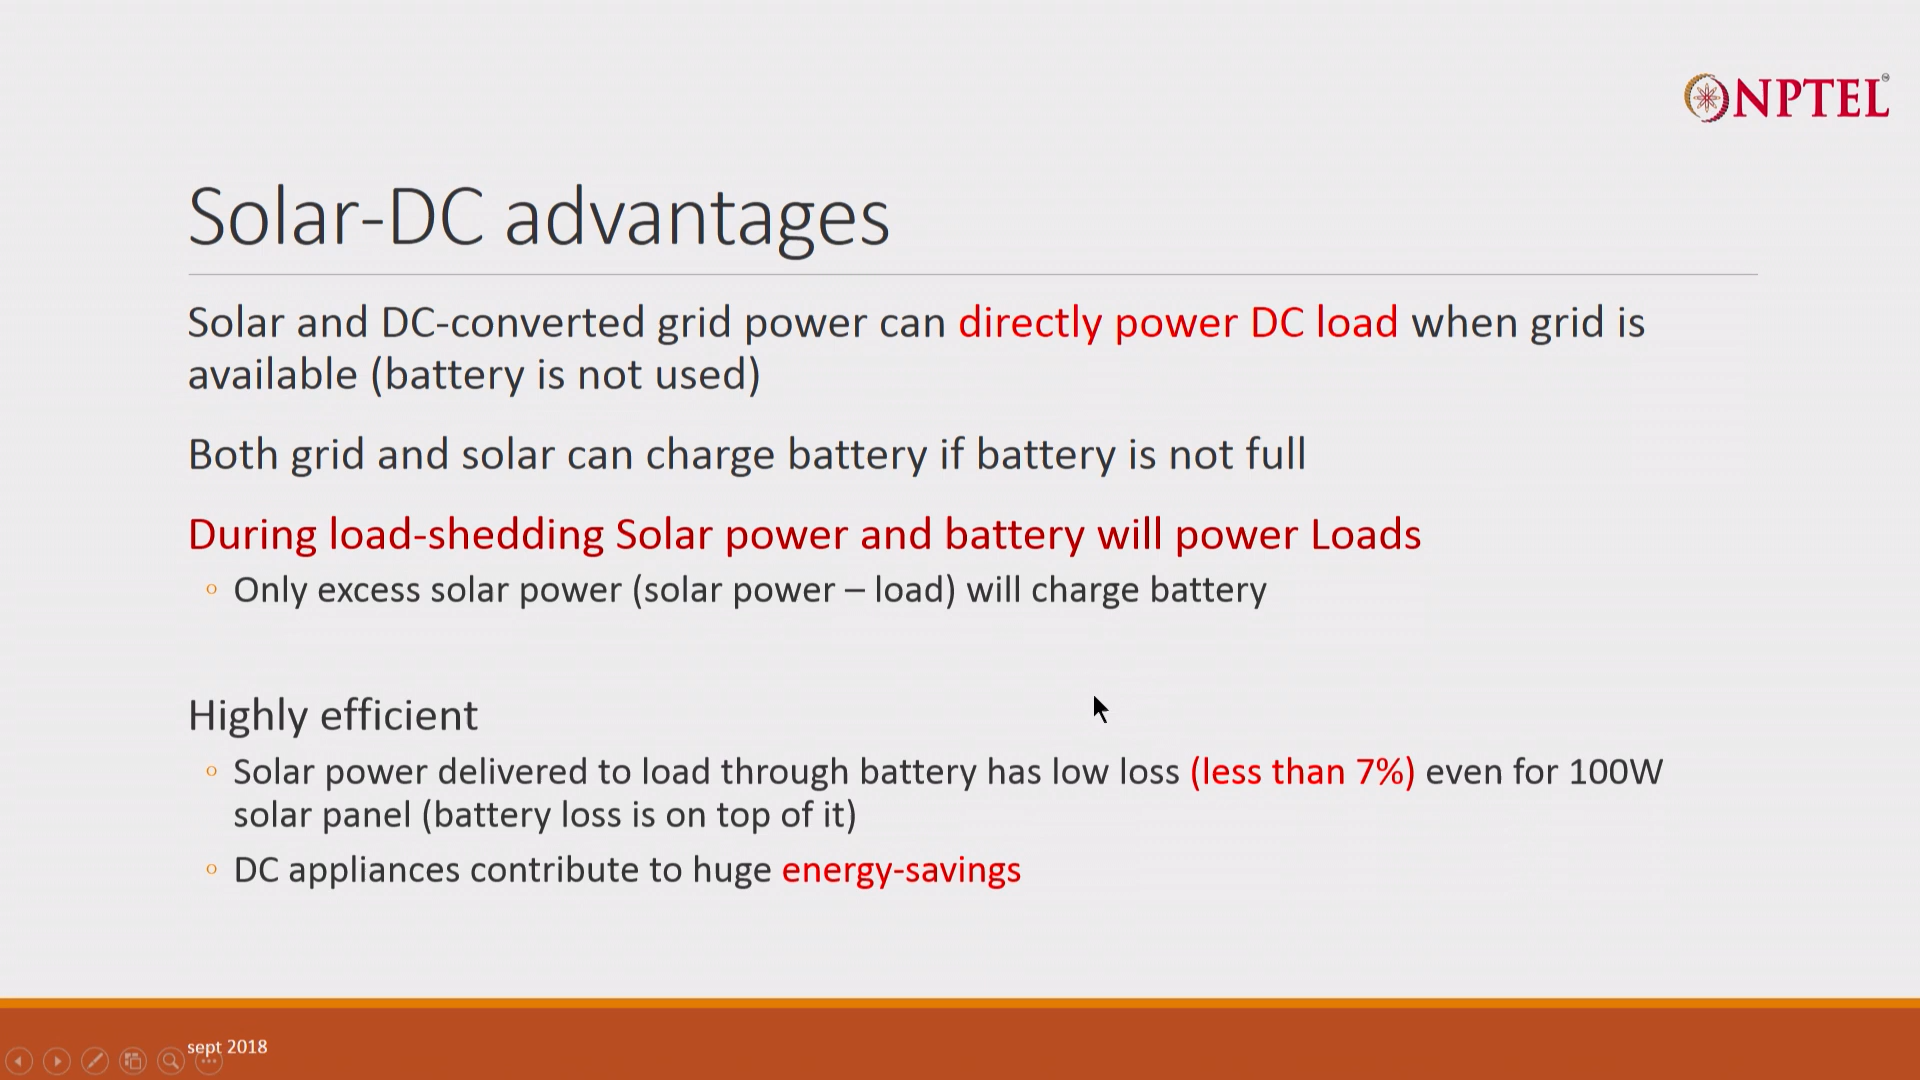 NPTEL
Solar-DC advantages
Solar and DC-converted grid power can directly power DC load when grid is
available (battery is not used)
Both grid and solar can charge battery if battery is not full
During load-shedding Solar power and battery will power Loads
◦ Only excess solar power (solar power – load) will charge battery
Highly efficient
◦ Solar power delivered to load through battery has low loss (less than 7%) even for 100W
solar panel (battery loss is on top of it)
◦ DC appliances contribute to huge energy-savings
sept 2018